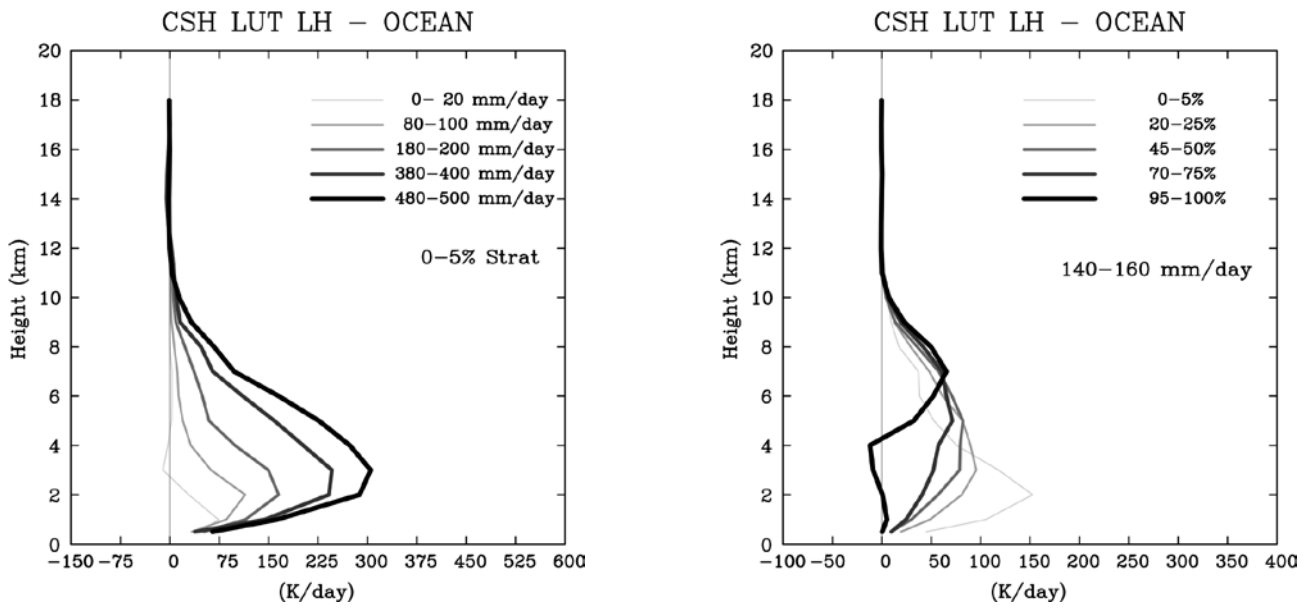 CSH LUT LH − OCEAN
20
18
16
14
12
10
8
6
4
2
0
Height (km)
0− 20 mm/day
80−100 mm/day
180−200 mm/day
380−400 mm/day
480−500 mm/day
0−5% Strat
−150 −75 0 75 150 225 300 375 450 525 600
(K/day)
CSH LUT LH − OCEAN
20
18
16
14
12
10
8
6
4
2
0
Height (km)
0−5%
20−25%
45−50%
70−75%
95−100%
140−160 mm/day
−100 −50 0 50 100 150 200 250 300 350 400
(K/day)